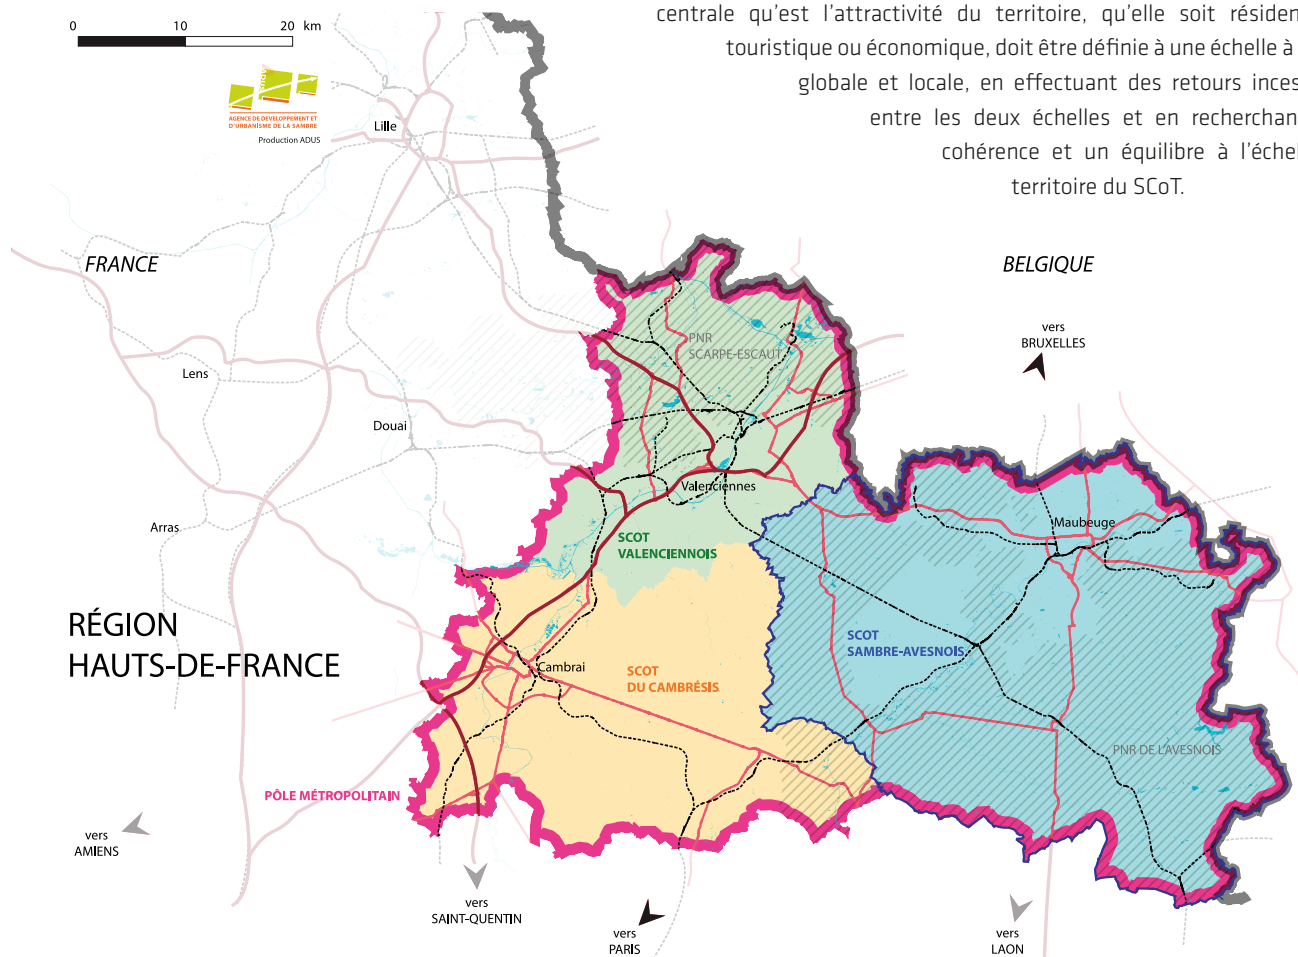 centrale qu'est l'attractivité du territoire, qu'elle soit résiden
touristique ou économique, doit être définie à une échelle à
globale et locale, en effectuant des retours inces
entre les deux échelles et en recherchan
cohérence et un équilibre à l'échel
territoire du SCoT.
0 10 20 km
AGENCE DE DEVELOPPEMENT ET
D'URBANISME DE LA SAMBRE
Production ADUS
Lille
FRANCE
BELGIQUE
vers
BRUXELLES
PNR
SCARPE-ESCAUT
Lens
Douai
Valenciennes
Arras
Maubeuge
SCOT
VALENCIENNOIS
RÉGION
HAUTS-DE-FRANCE
SCOT
SAMBRE-AVESNOIS
Cambrai
SCOT
DU CAMBRÉSIS
PNR DE L'AVESNOIS
PÔLE MÉTROPOLITAIN
vers
AMIENS
vers
SAINT-QUENTIN
vers
PARIS
vers
LAON